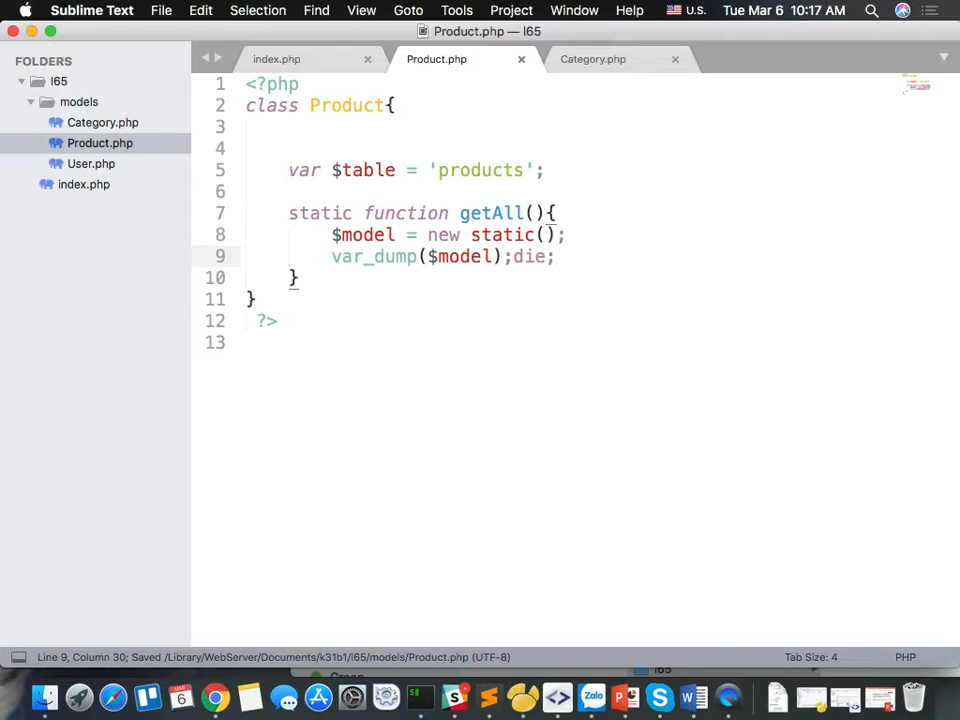 Sublime Text File Edit Selection Find View Goto Tools Project Window Help U.S. Tue Mar 6 10:17 AM
Product.php — l65
FOLDERS
l65
models
Category.php
Product.php
User.php
index.php
index.php Product.php Category.php
1 <?php
2 class Product{
3
4
5 var $table = 'products';
6
7 static function getAll(){
8 $model = new static();
9 var_dump($model);die;
10 }
11 }
12 ?>
13
Line 9, Column 30; Saved /Library/WebServer/Documents/k31b1/l65/models/Product.php (UTF-8) Tab Size: 4 PHP
MAR
6
Zalo